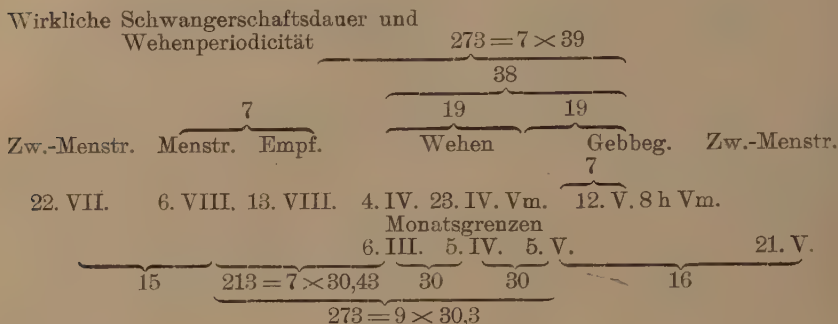 Wirkliche Schwangerschaftsdauer und
Wehenperiodicität 273 = 7 × 39
38
7 19 19
Zw.-Menstr. Menstr. Empf. Wehen Gebbeg. Zw.-Menstr.
7
22. VII. 6. VIII. 13. VIII. 4. IV. 23. IV. Vm. 12. V. 8 h Vm.
Monatsgrenzen
6. III. 5. IV. 5. V. 21. V.
15 213 = 7 × 30,43 30 30 16
273 = 9 × 30,3